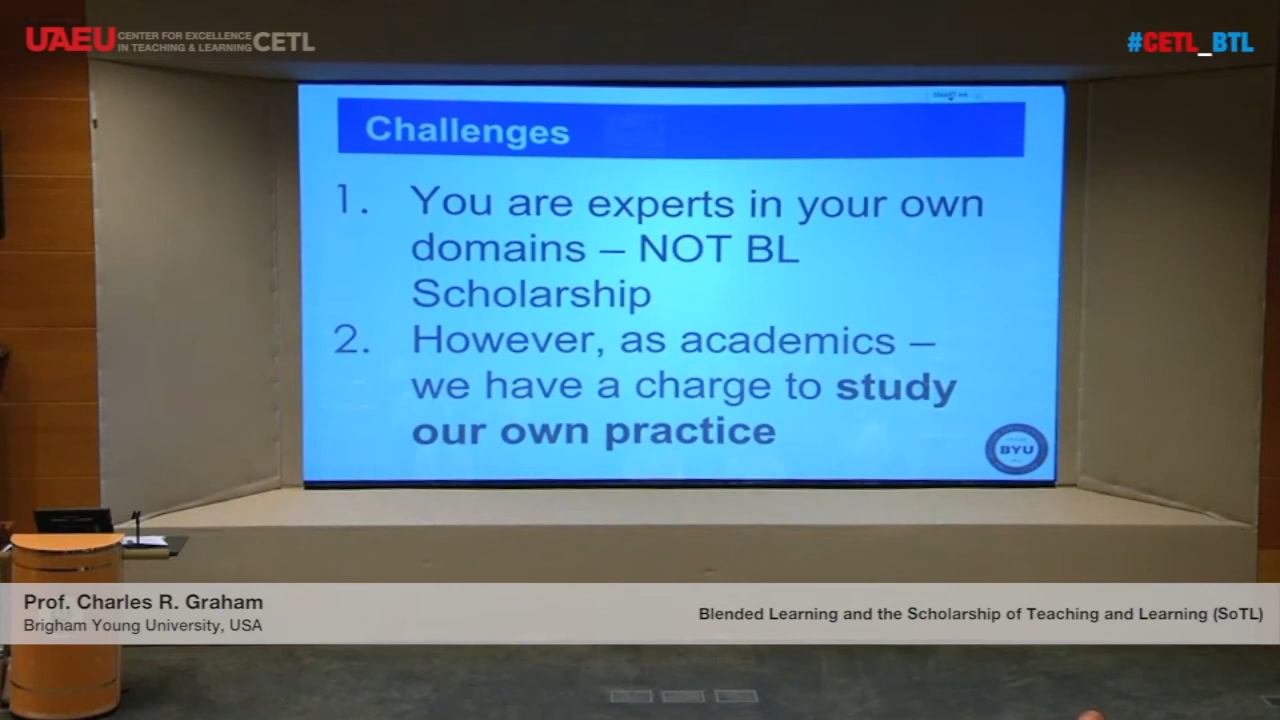 UAEU CENTER FOR EXCELLENCE IN TEACHING & LEARNING CETL
#CETL_BTL
Challenges
1. You are experts in your own
domains – NOT BL
Scholarship
2. However, as academics –
we have a charge to study
our own practice
BYU
Prof. Charles R. Graham
Brigham Young University, USA
Blended Learning and the Scholarship of Teaching and Learning (SoTL)